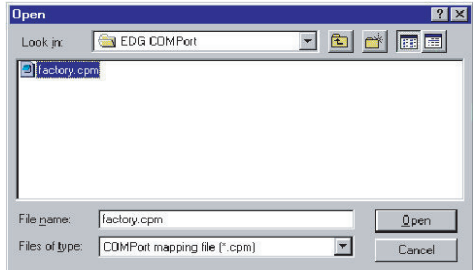 Open
Look in: EDG COMPort
factory.cpm
File name: factory.cpm Open
Files of type: COMPort mapping file (*.cpm) Cancel